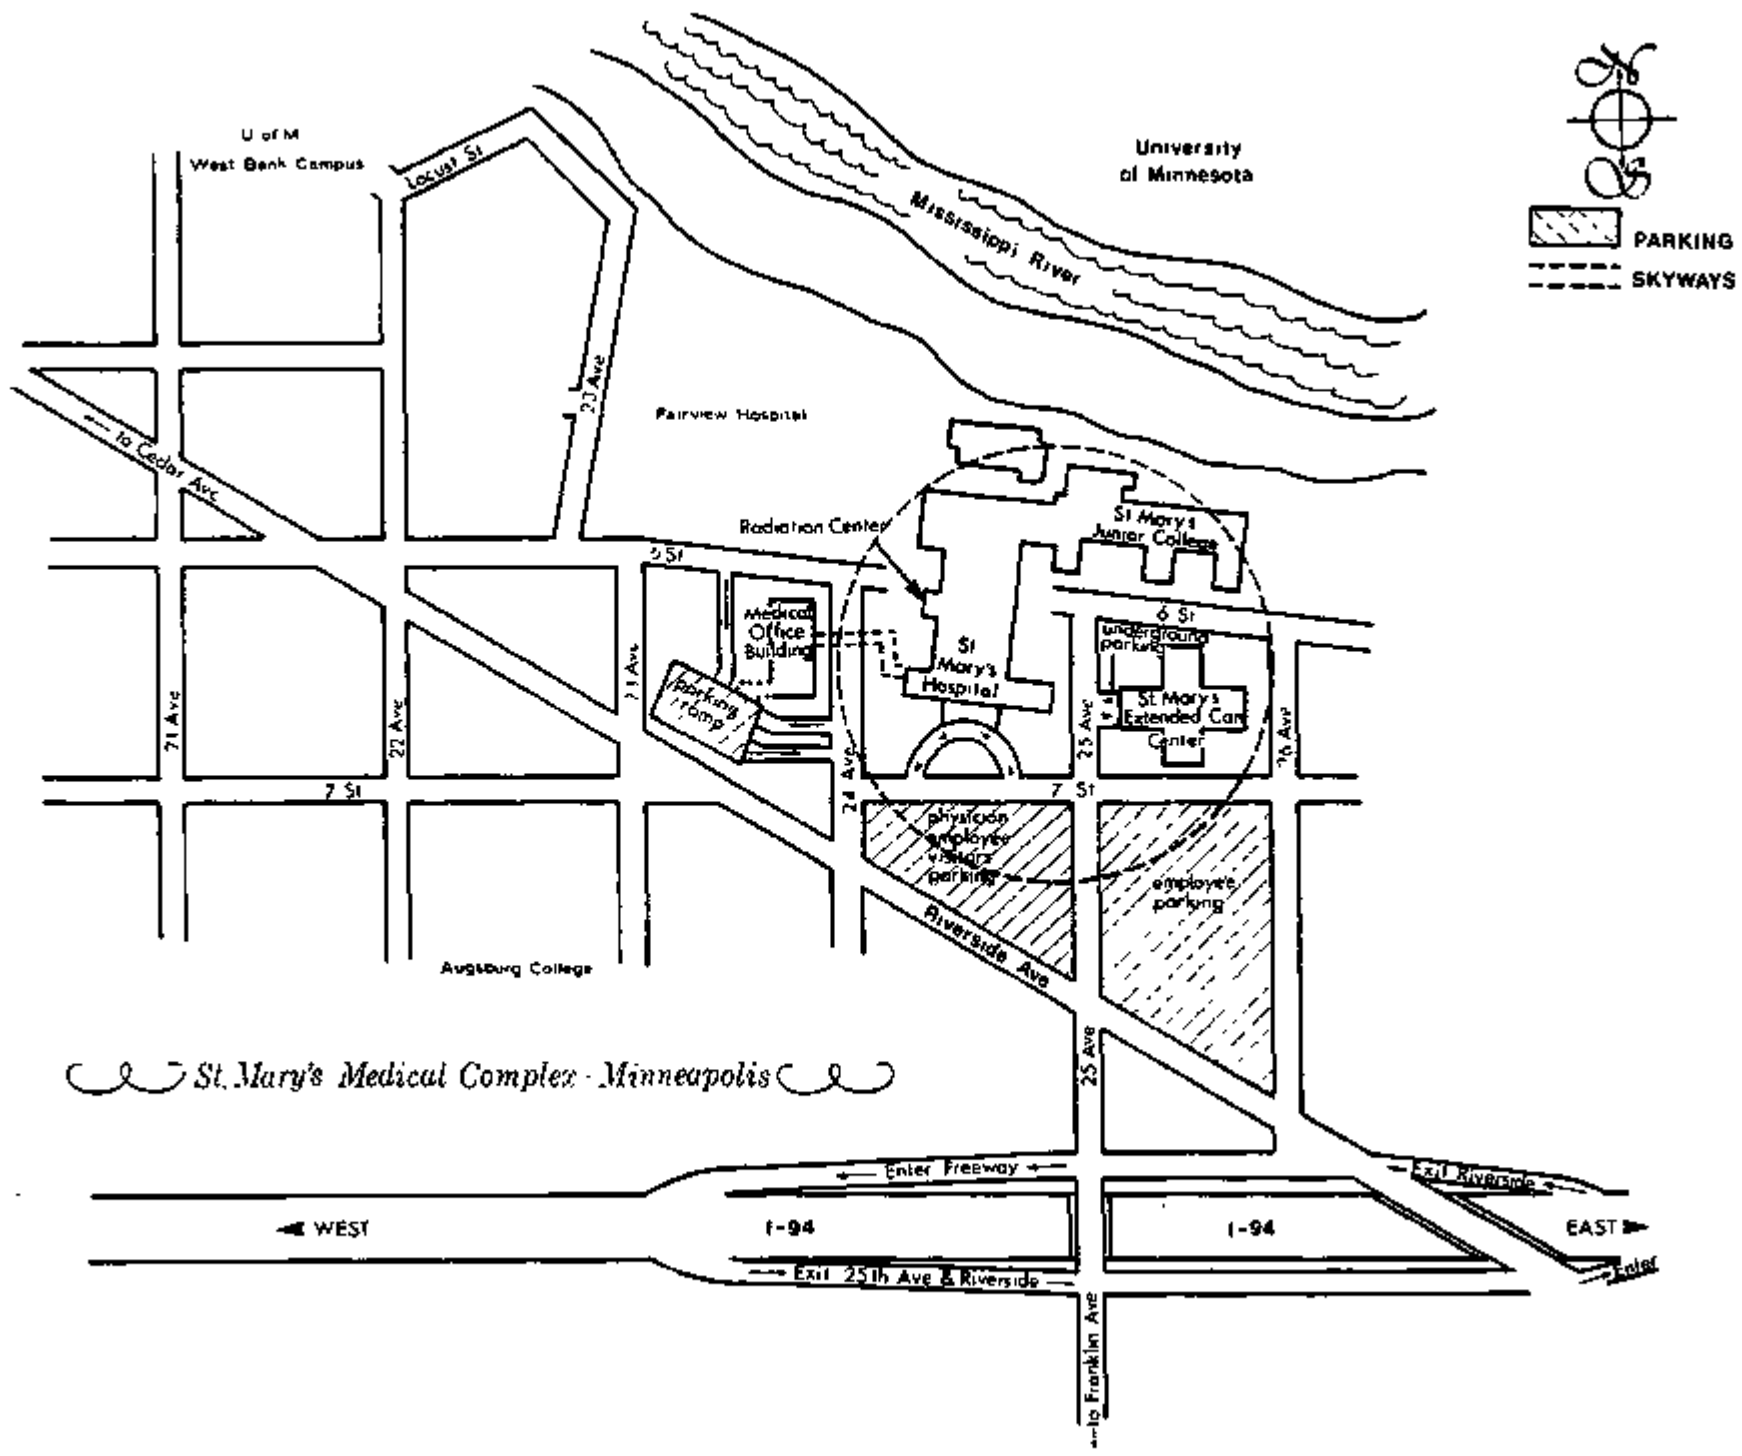 N
S
PARKING
SKYWAYS
U of M
West Bank Campus
Locust St
University
of Minnesota
Mississippi River
23 Ave
Fairview Hospital
to Cedar Ave
Radiation Center
St Mary's
Junior College
6 St
Medical
Office
Building
6 St
underground
parking
St
Mary's
Hospital
parking
ramp
St Mary's
Extended Care
Center
21 Ave
22 Ave
23 Ave
24 Ave
25 Ave
26 Ave
7 St
7 St
physician
employee
visitors
parking
employee
parking
Riverside Ave
Augsburg College
25 Ave
St. Mary's Medical Complex - Minneapolis
Enter Freeway
Exit Riverside
WEST
I-94
I-94
EAST
Exit 25th Ave & Riverside
Enter
to Franklin Ave